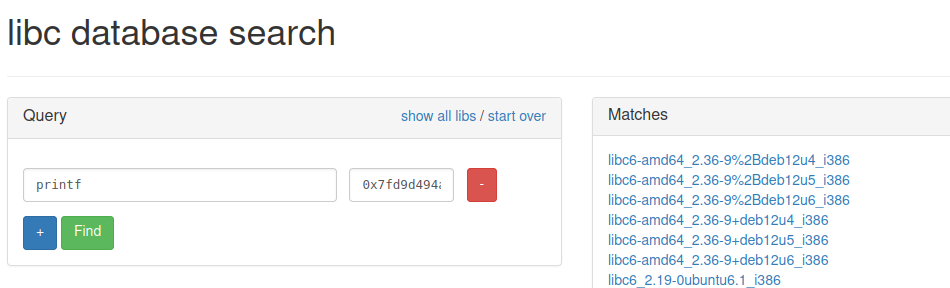 libc database search
Query
show all libs / start over
printf
0x7fd9d494
-
+
Find
Matches
libc6-amd64_2.36-9%2Bdeb12u4_i386
libc6-amd64_2.36-9%2Bdeb12u5_i386
libc6-amd64_2.36-9%2Bdeb12u6_i386
libc6-amd64_2.36-9+deb12u4_i386
libc6-amd64_2.36-9+deb12u5_i386
libc6-amd64_2.36-9+deb12u6_i386
libc6_2.19-0ubuntu6.1_i386